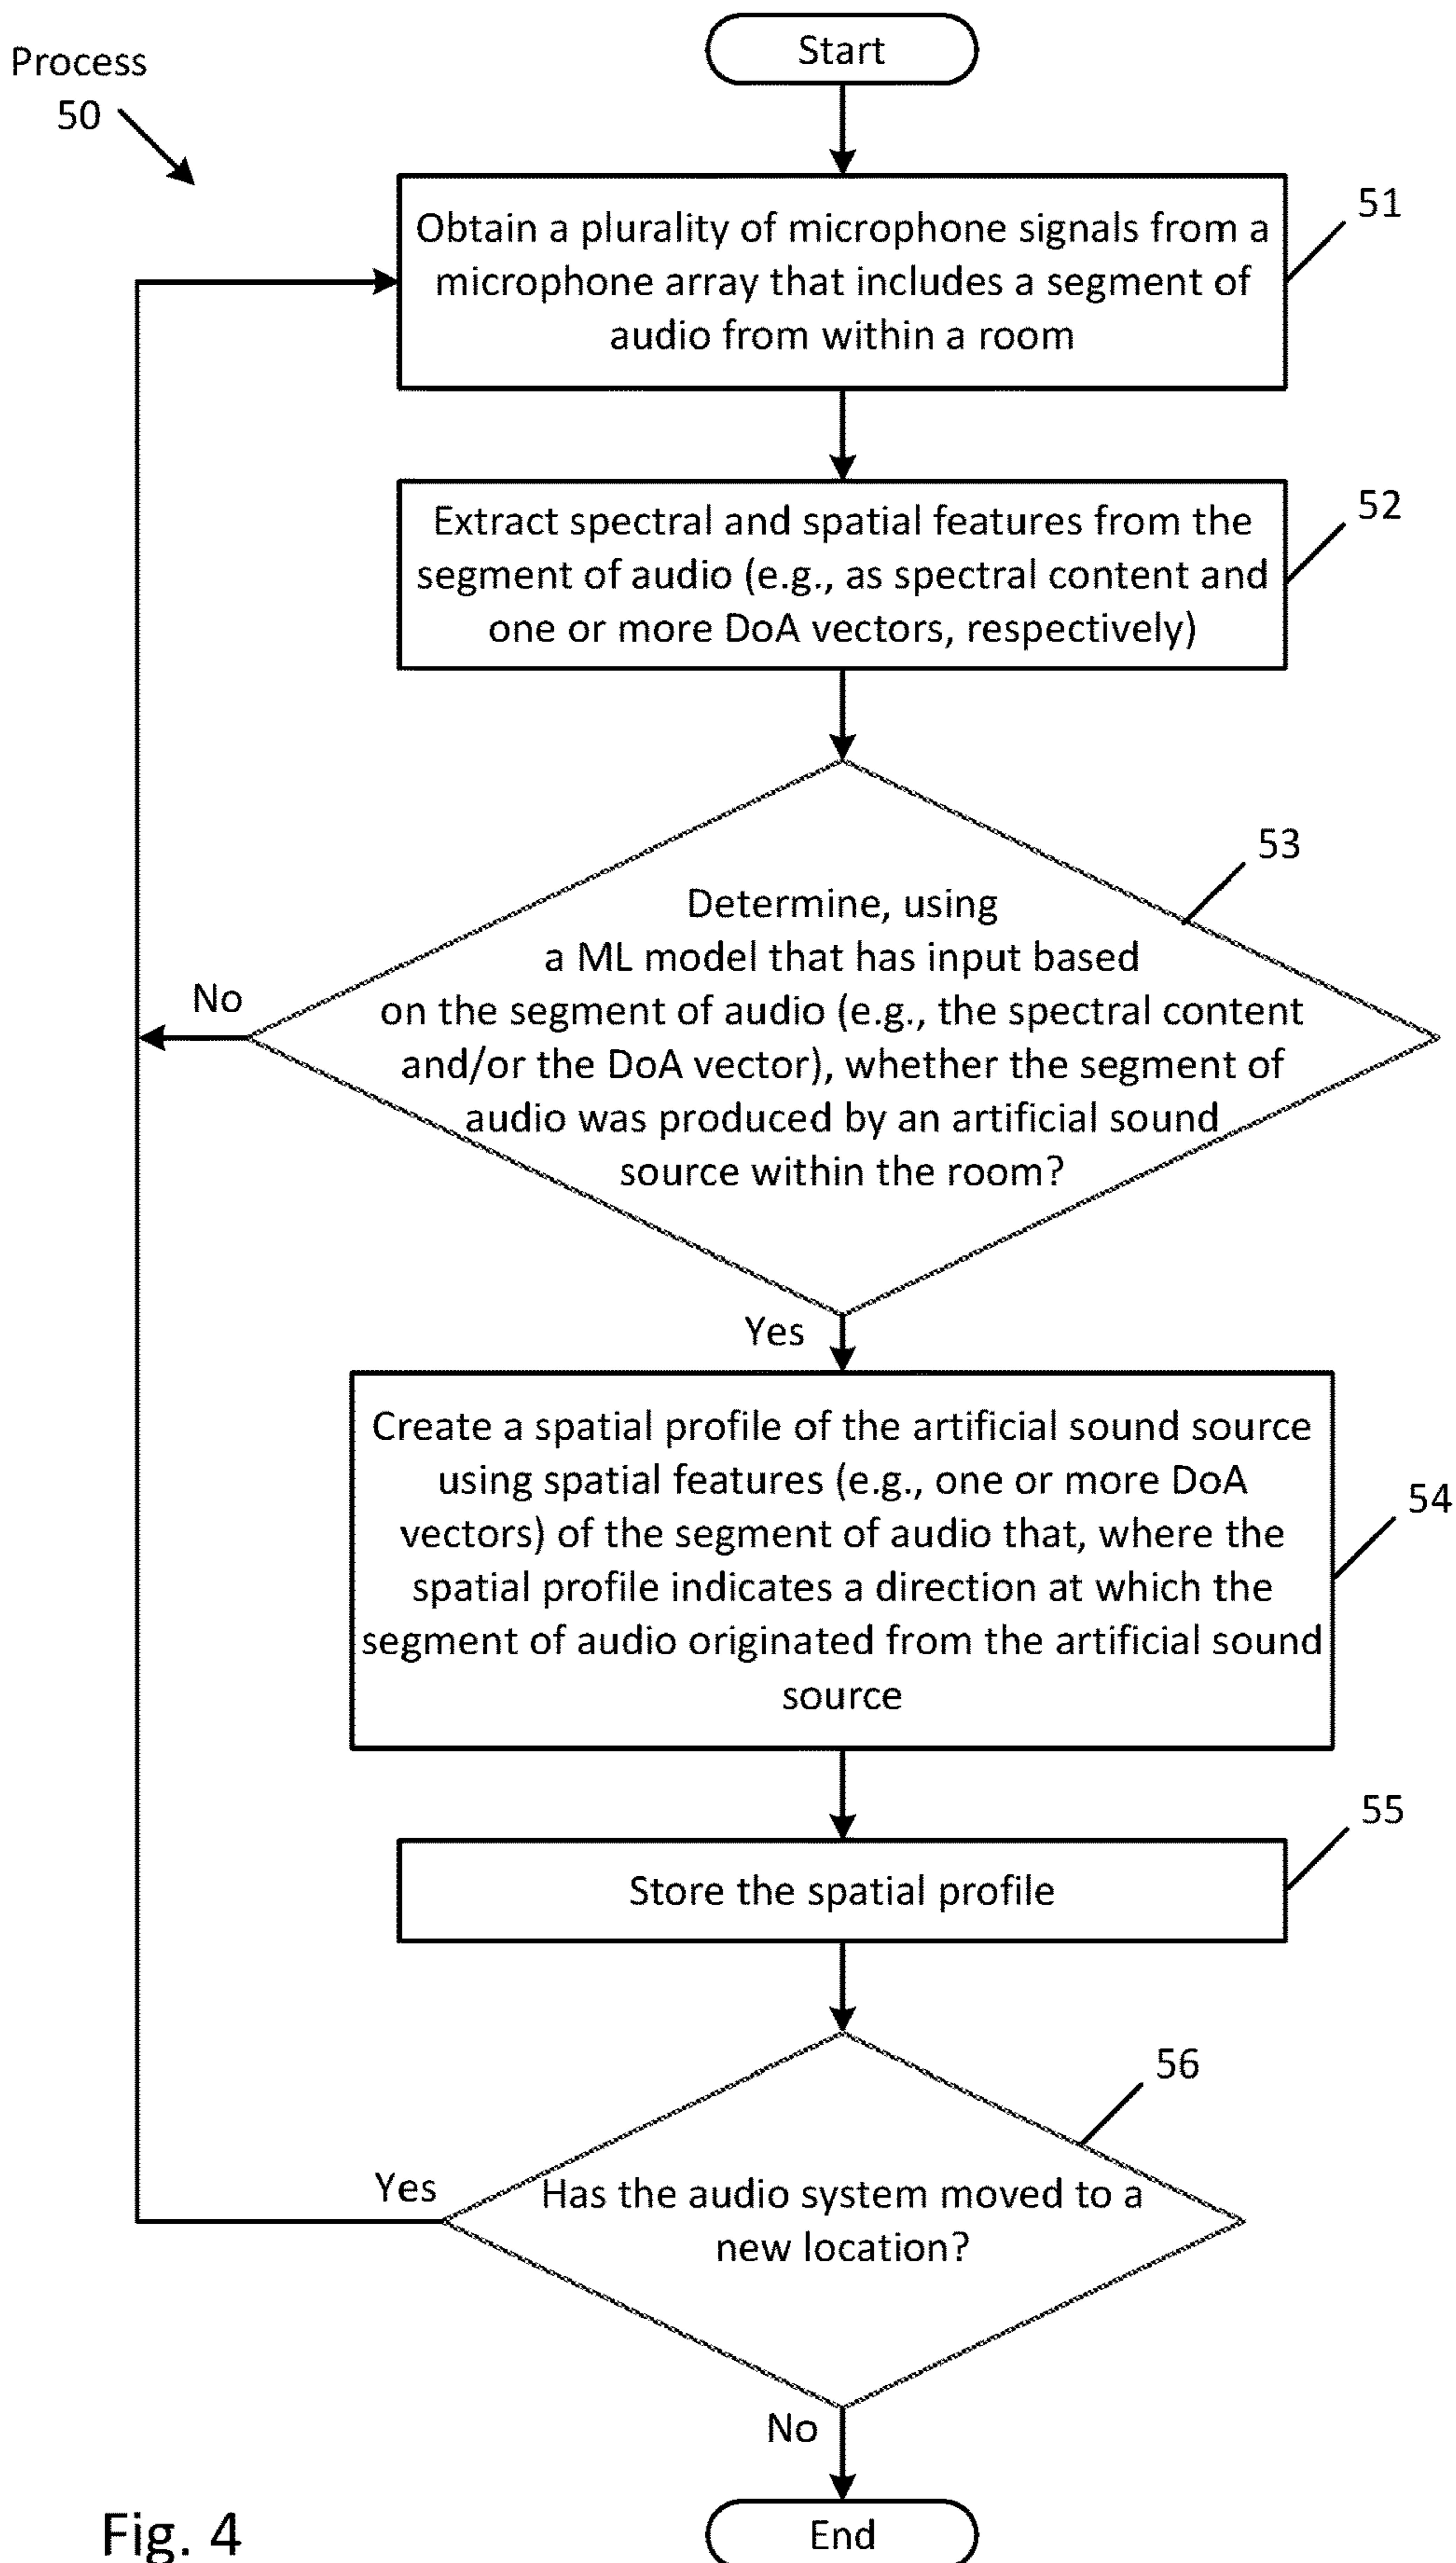 Start
Process
50
51
Obtain a plurality of microphone signals from a
microphone array that includes a segment of
audio from within a room
52
Extract spectral and spatial features from the
segment of audio (e.g., as spectral content and
one or more DoA vectors, respectively)
53
Determine, using
a ML model that has input based
on the segment of audio (e.g., the spectral content
and/or the DoA vector), whether the segment of
audio was produced by an artificial sound
source within the room?
No
Yes
Create a spatial profile of the artificial sound source
using spatial features (e.g., one or more DoA
vectors) of the segment of audio that, where the
spatial profile indicates a direction at which the
segment of audio originated from the artificial sound
source
54
55
Store the spatial profile
56
Has the audio system moved to a
new location?
Yes
No
End
Fig. 4